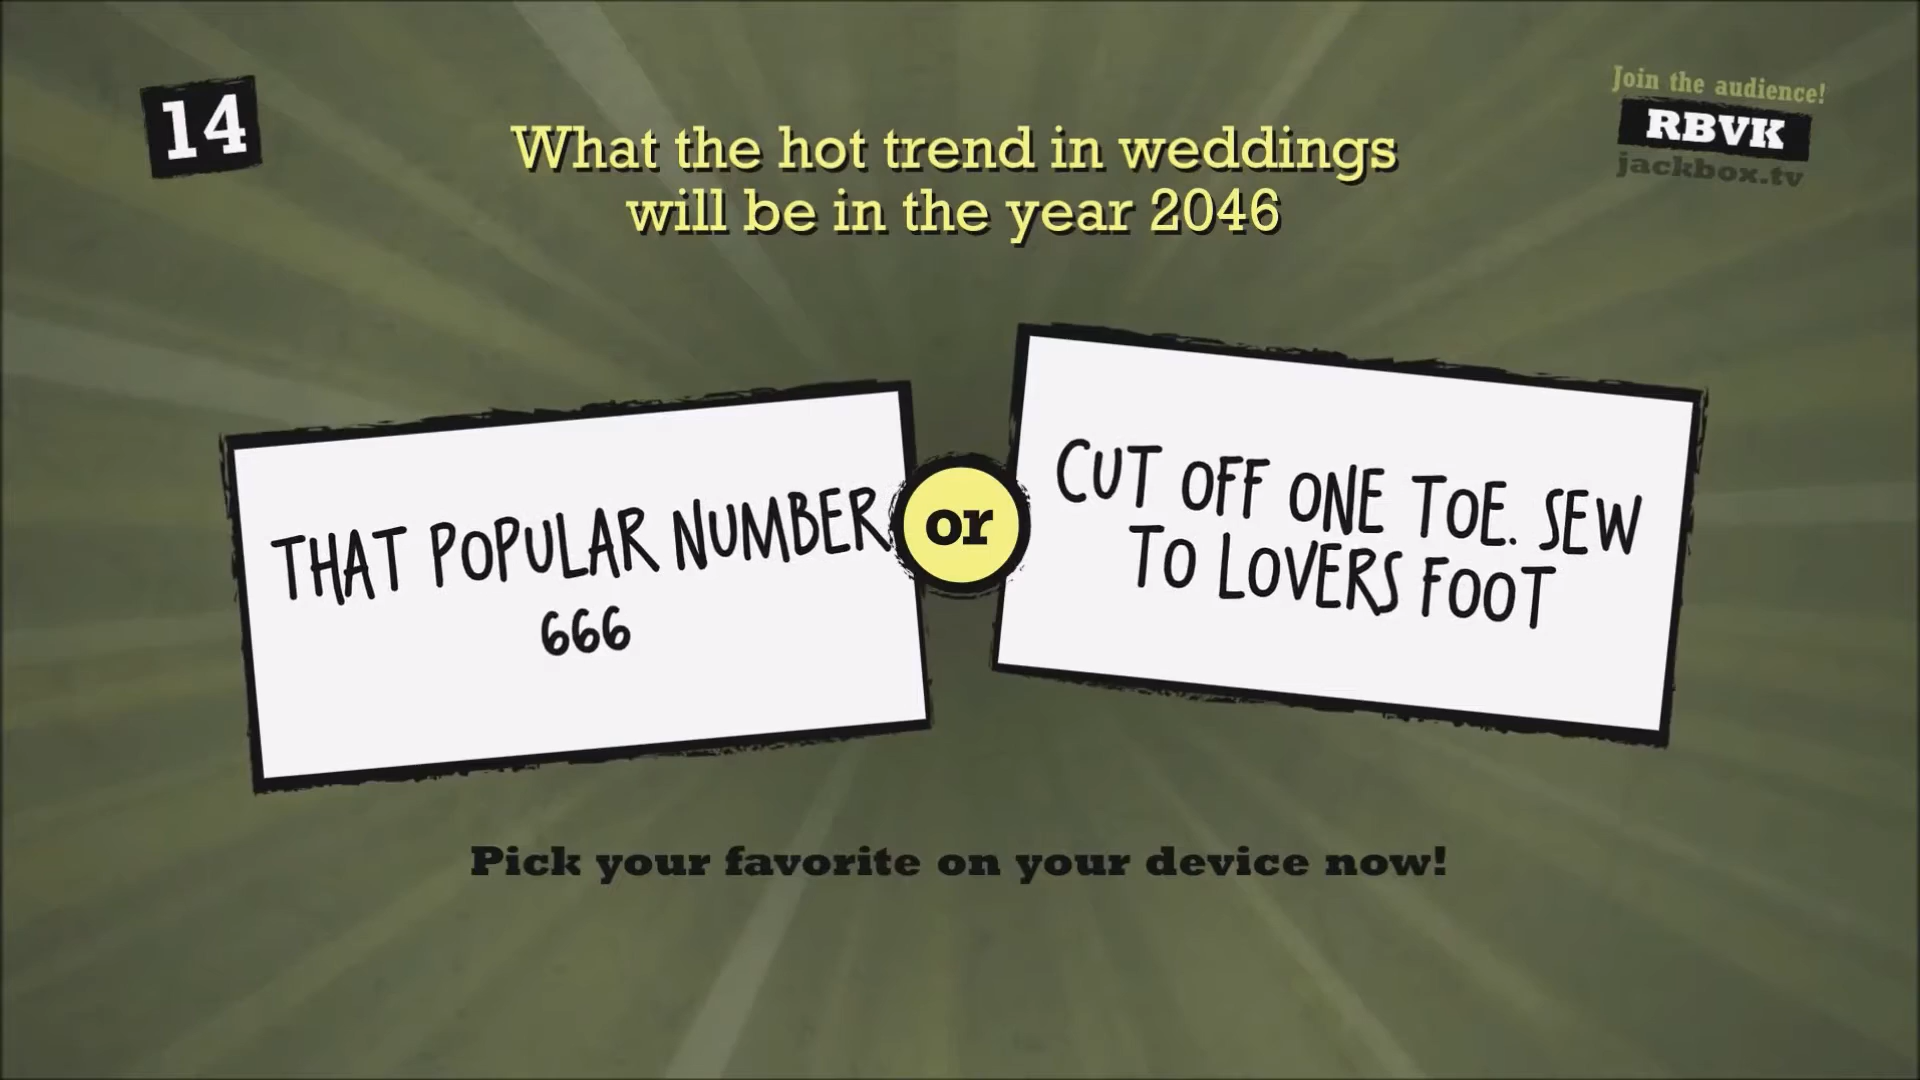 14
What the hot trend in weddings
will be in the year 2046
Join the audience!
RBVK
jackbox.tv
THAT POPULAR NUMBER
666
or
CUT OFF ONE TOE. SEW
TO LOVERS FOOT
Pick your favorite on your device now!